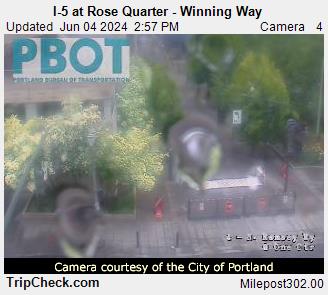 I-5 at Rose Quarter - Winning Way
Updated Jun 04 2024 2:57 PM Camera 4
PBOT
PORTLAND BUREAU OF TRANSPORTATION
Camera courtesy of the City of Portland
TripCheck.com Milepost302.00